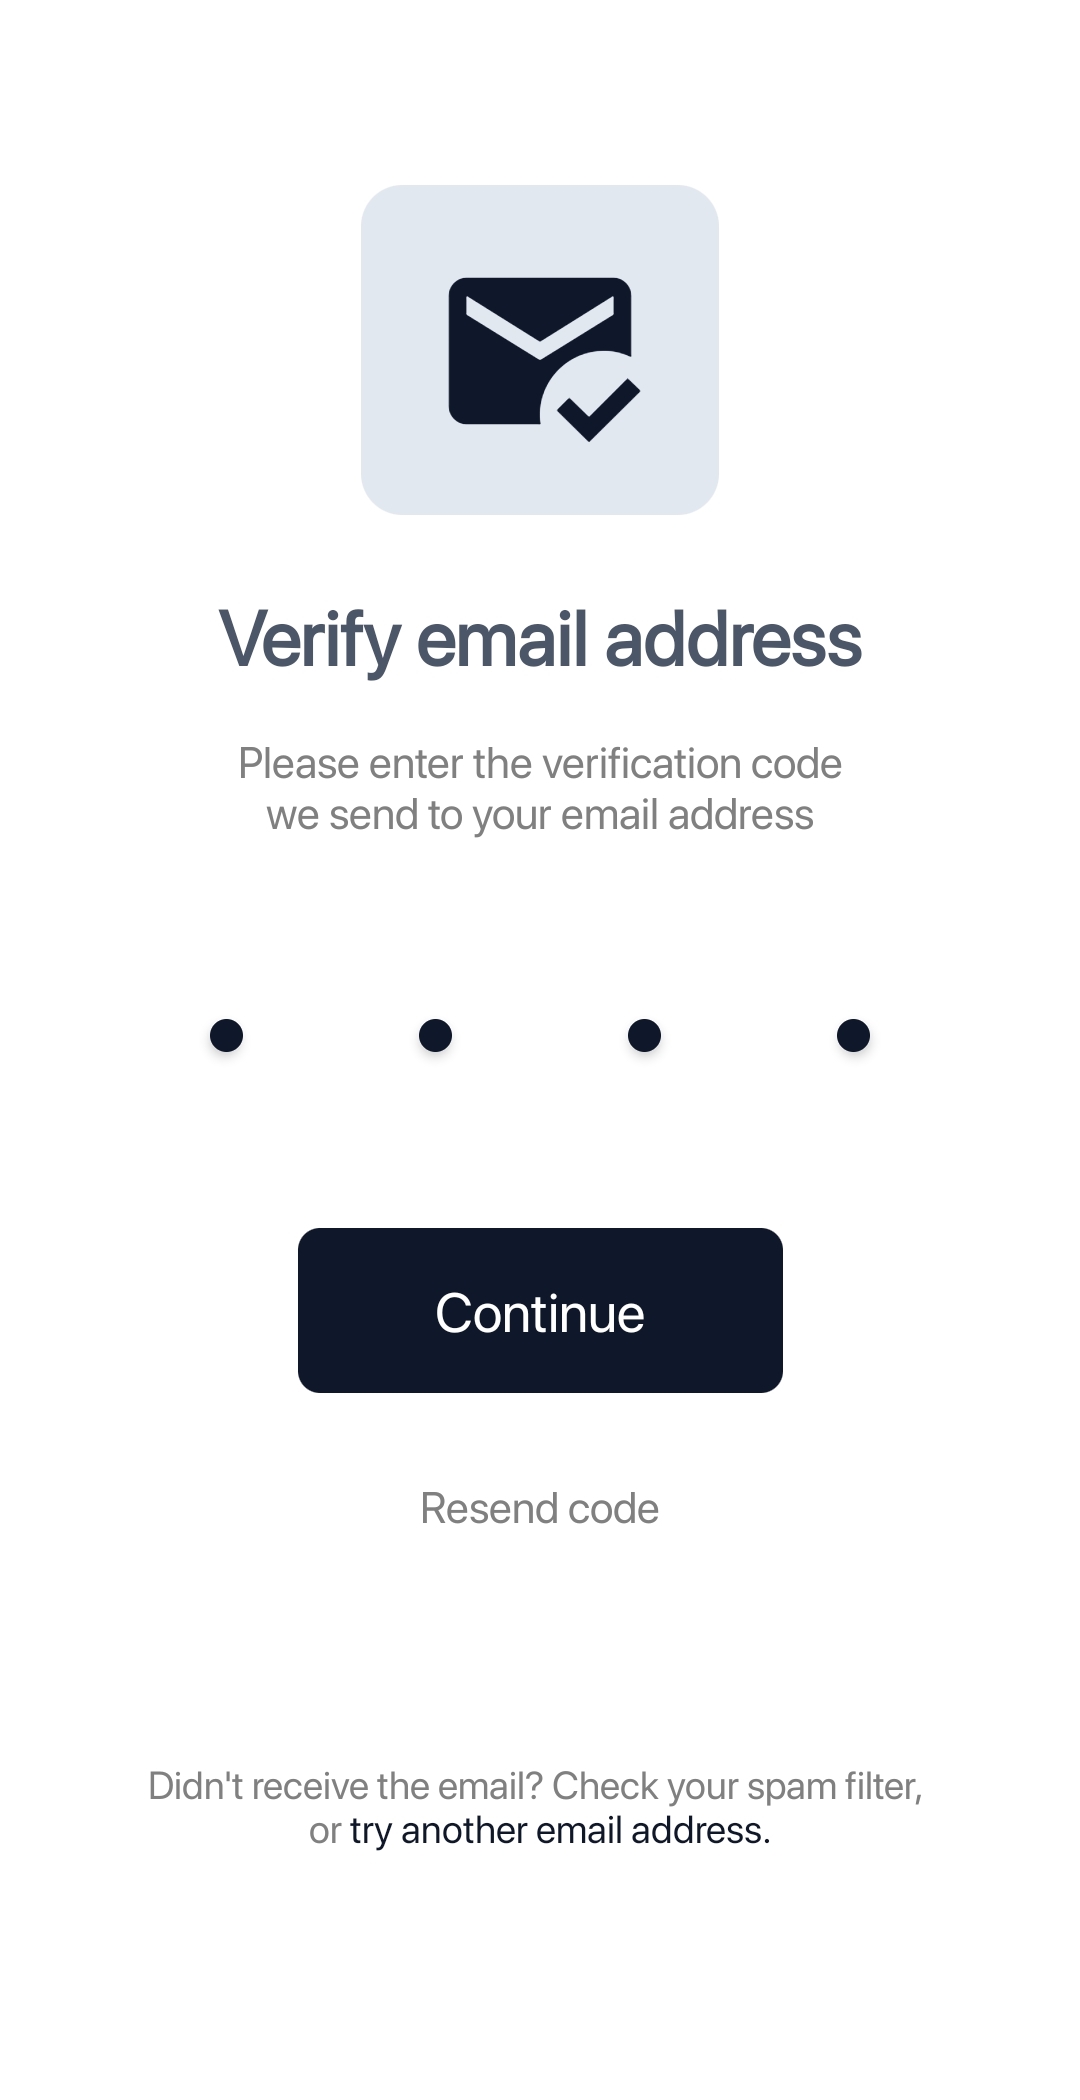 Verify email address
Please enter the verification code
we send to your email address
Continue
Resend code
Didn't receive the email? Check your spam filter,
or try another email address.